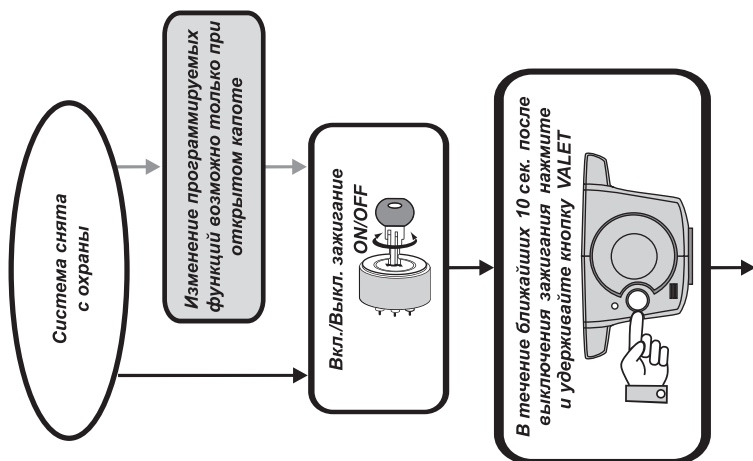 Система снята
с охраны
Изменение программируемых
функций возможно только при
открытом капоте
Вкл./Выкл. зажигание
ON/OFF
В течение ближайших 10 сек. после
выключения зажигания нажмите
и удерживайте кнопку VALET